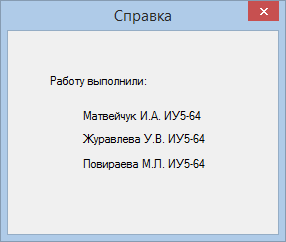 Справка
Работу выполнили:
Матвейчук И.А. ИУ5-64
Журавлева У.В. ИУ5-64
Повираева М.Л. ИУ5-64